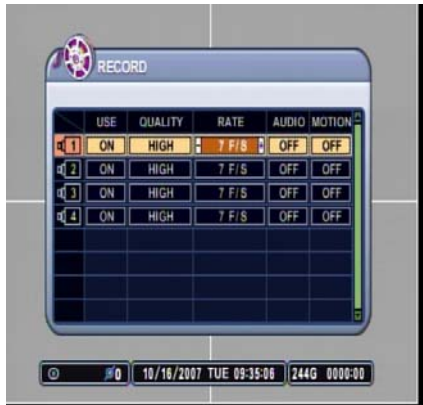 RECORD
USE QUALITY RATE AUDIO MOTION
1 ON HIGH - 7 F/S + OFF OFF
2 ON HIGH 7 F/S OFF OFF
3 ON HIGH 7 F/S OFF OFF
4 ON HIGH 7 F/S OFF OFF
0 10/16/2007 TUE 09:35:06 244G 0000:00